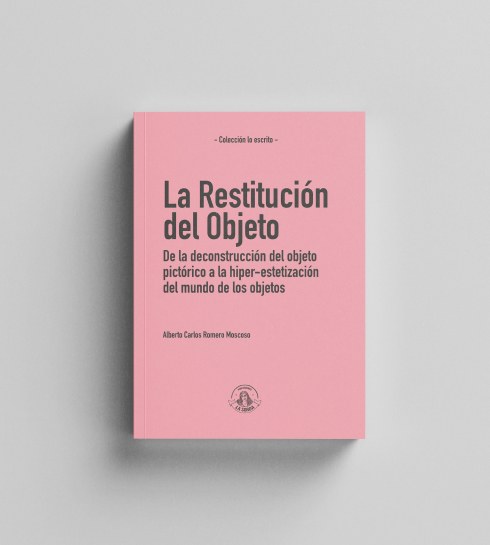 – Colección lo escrito –
La Restitución
del Objeto
De la deconstrucción del objeto
pictórico a la hiper-estetización
del mundo de los objetos
Alberto Carlos Romero Moscoso